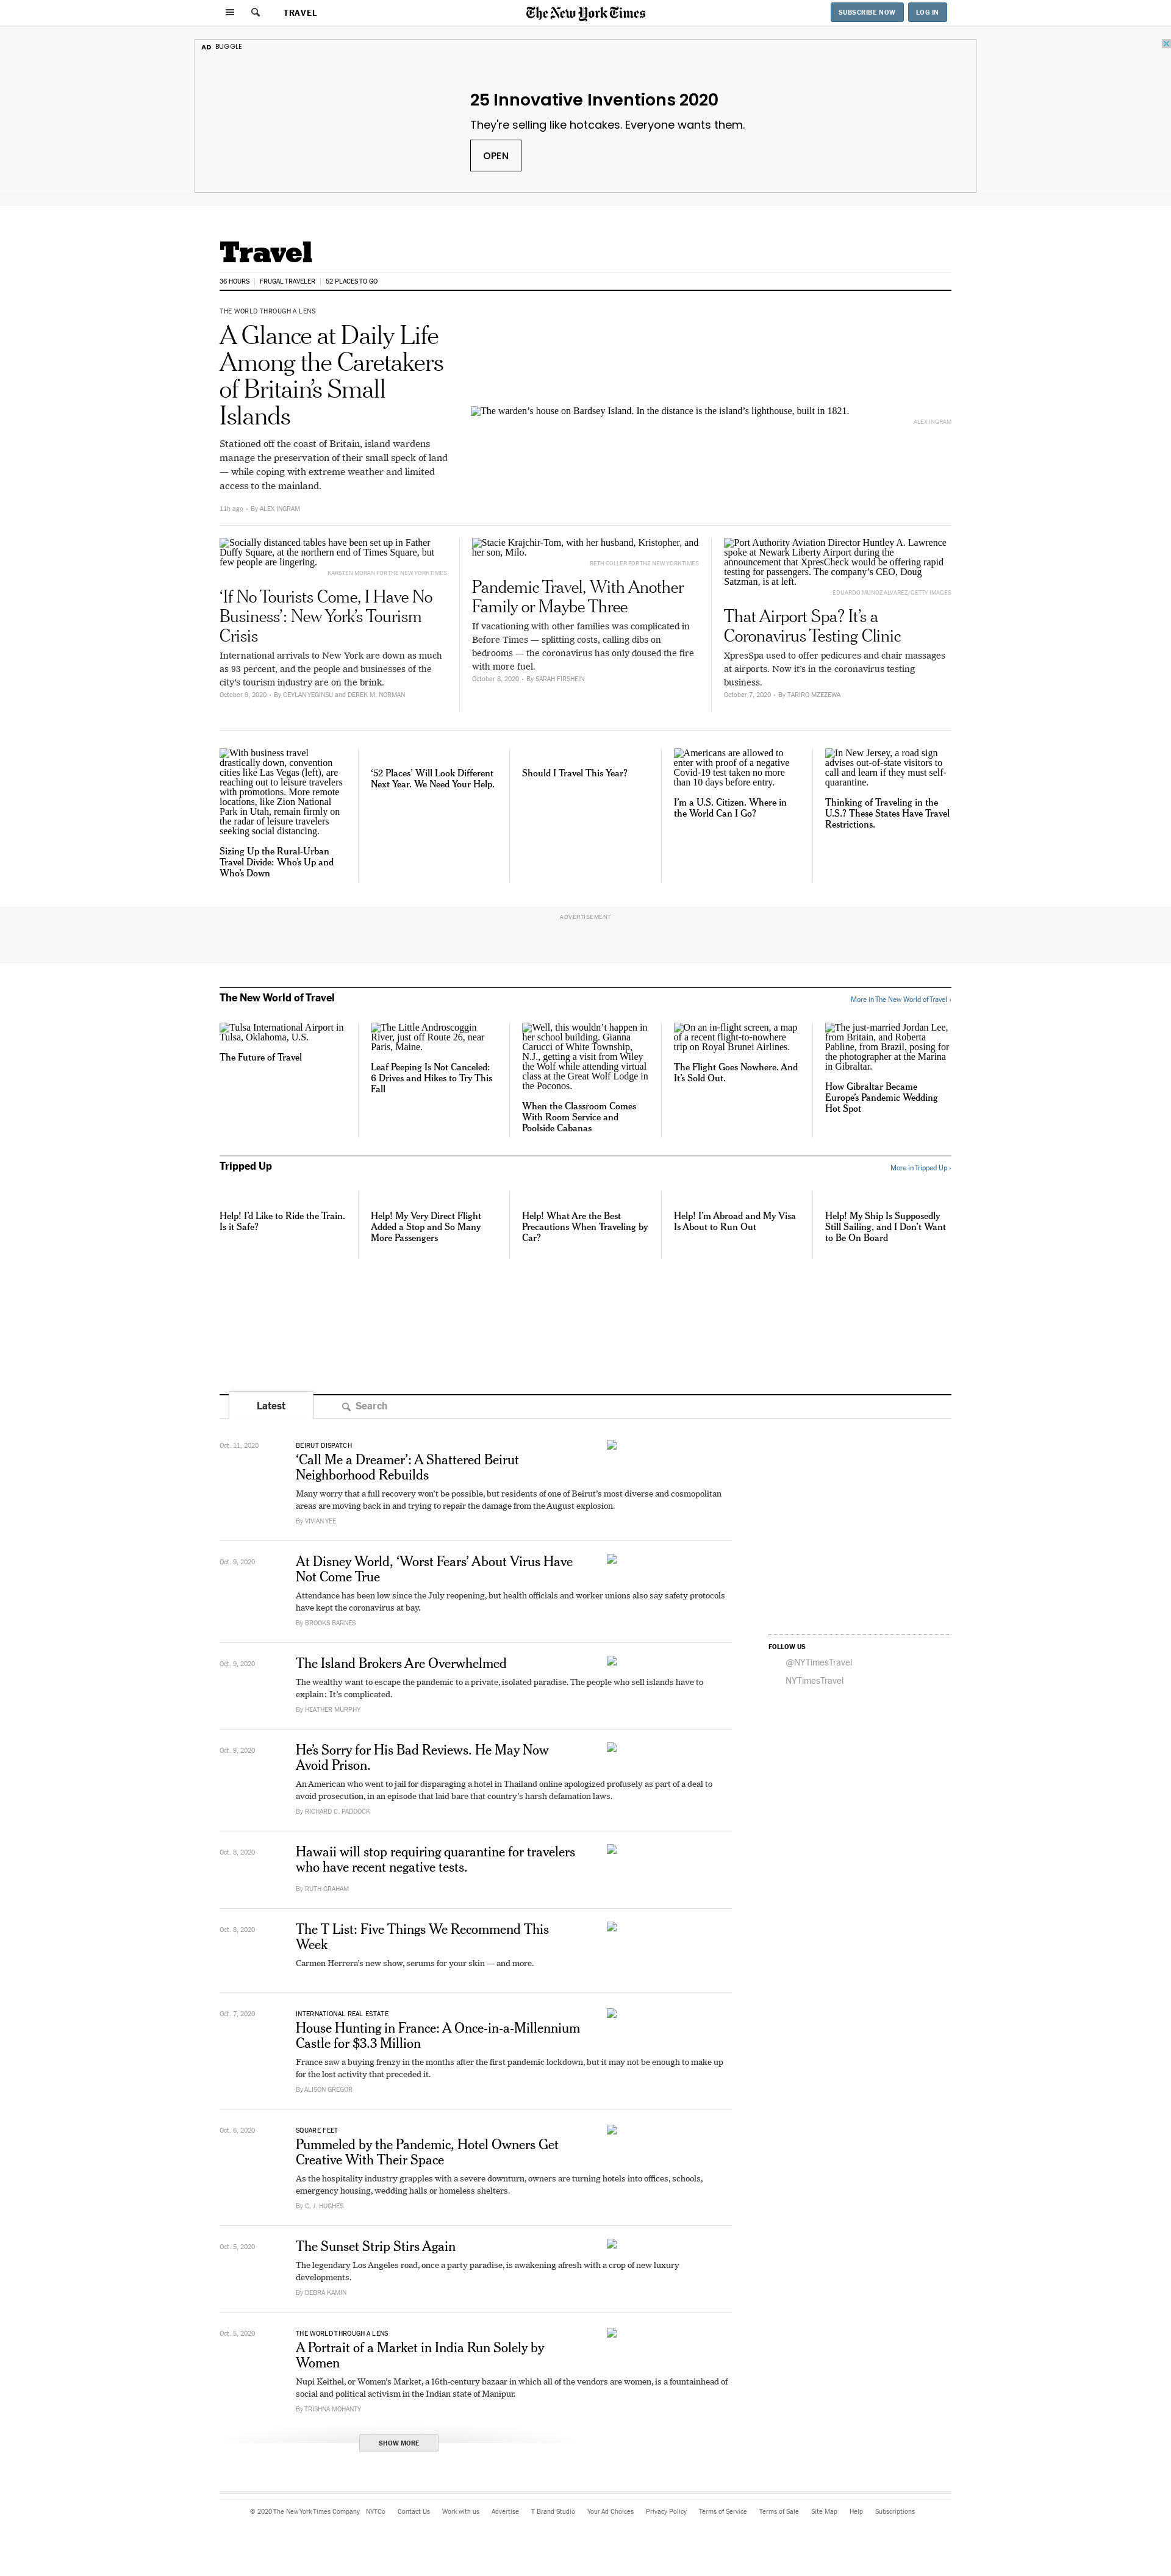 TRAVEL
The New York Times
SUBSCRIBE NOW
LOG IN
AD BUGGLE
25 Innovative Inventions 2020
They're selling like hotcakes. Everyone wants them.
OPEN
Travel
36 HOURS
FRUGAL TRAVELER
52 PLACES TO GO
THE WORLD THROUGH A LENS
A Glance at Daily Life
Among the Caretakers
of Britain’s Small
Islands
Stationed off the coast of Britain, island wardens
manage the preservation of their small speck of land
— while coping with extreme weather and limited
access to the mainland.
11h ago • By ALEX INGRAM
The warden’s house on Bardsey Island. In the distance is the island’s lighthouse, built in 1821.
ALEX INGRAM
Socially distanced tables have been set up in Father
Duffy Square, at the northern end of Times Square, but
few people are lingering.
KARSTEN MORAN FOR THE NEW YORK TIMES
‘If No Tourists Come, I Have No
Business’: New York’s Tourism
Crisis
International arrivals to New York are down as much
as 93 percent, and the people and businesses of the
city’s tourism industry are on the brink.
October 9, 2020 • By CEYLAN YEGINSU and DEREK M. NORMAN
Stacie Krajchir-Tom, with her husband, Kristopher, and
her son, Milo.
BETH COLLER FOR THE NEW YORK TIMES
Pandemic Travel, With Another
Family or Maybe Three
If vacationing with other families was complicated in
Before Times — splitting costs, calling dibs on
bedrooms — the coronavirus has only doused the fire
with more fuel.
October 8, 2020 • By SARAH FIRSHEIN
Port Authority Aviation Director Huntley A. Lawrence
spoke at Newark Liberty Airport during the
announcement that XpresCheck would be offering rapid
testing for passengers. The company’s CEO, Doug
Satzman, is at left.
EDUARDO MUNOZ ALVAREZ/GETTY IMAGES
That Airport Spa? It’s a
Coronavirus Testing Clinic
XpresSpa used to offer pedicures and chair massages
at airports. Now it’s in the coronavirus testing
business.
October 7, 2020 • By TARIRO MZEZEWA
With business travel
drastically down, convention
cities like Las Vegas (left), are
reaching out to leisure travelers
with promotions. More remote
locations, like Zion National
Park in Utah, remain firmly on
the radar of leisure travelers
seeking social distancing.
Sizing Up the Rural-Urban
Travel Divide: Who’s Up and
Who’s Down
‘52 Places’ Will Look Different
Next Year. We Need Your Help.
Should I Travel This Year?
Americans are allowed to
enter with proof of a negative
Covid-19 test taken no more
than 10 days before entry.
I’m a U.S. Citizen. Where in
the World Can I Go?
In New Jersey, a road sign
advises out-of-state visitors to
call and learn if they must self-
quarantine.
Thinking of Traveling in the
U.S.? These States Have Travel
Restrictions.
ADVERTISEMENT
The New World of Travel
More in The New World of Travel ›
Tulsa International Airport in
Tulsa, Oklahoma, U.S.
The Future of Travel
The Little Androscoggin
River, just off Route 26, near
Paris, Maine.
Leaf Peeping Is Not Canceled:
6 Drives and Hikes to Try This
Fall
Well, this wouldn’t happen in
her school building. Gianna
Carucci of White Township,
N.J., getting a visit from Wiley
the Wolf while attending virtual
class at the Great Wolf Lodge in
the Poconos.
When the Classroom Comes
With Room Service and
Poolside Cabanas
On an in-flight screen, a map
of a recent flight-to-nowhere
trip on Royal Brunei Airlines.
The Flight Goes Nowhere. And
It’s Sold Out.
The just-married Jordan Lee,
from Britain, and Roberta
Pabline, from Brazil, posing for
the photographer at the Marina
in Gibraltar.
How Gibraltar Became
Europe’s Pandemic Wedding
Hot Spot
Tripped Up
More in Tripped Up ›
Help! I’d Like to Ride the Train.
Is it Safe?
Help! My Very Direct Flight
Added a Stop and So Many
More Passengers
Help! What Are the Best
Precautions When Traveling by
Car?
Help! I’m Abroad and My Visa
Is About to Run Out
Help! My Ship Is Supposedly
Still Sailing, and I Don’t Want
to Be On Board
Latest
Search
Oct. 11, 2020
BEIRUT DISPATCH
‘Call Me a Dreamer’: A Shattered Beirut
Neighborhood Rebuilds
Many worry that a full recovery won’t be possible, but residents of one of Beirut’s most diverse and cosmopolitan
areas are moving back in and trying to repair the damage from the August explosion.
By VIVIAN YEE
Oct. 9, 2020
At Disney World, ‘Worst Fears’ About Virus Have
Not Come True
Attendance has been low since the July reopening, but health officials and worker unions also say safety protocols
have kept the coronavirus at bay.
By BROOKS BARNES
FOLLOW US
@NYTimesTravel
NYTimesTravel
Oct. 9, 2020
The Island Brokers Are Overwhelmed
The wealthy want to escape the pandemic to a private, isolated paradise. The people who sell islands have to
explain: It’s complicated.
By HEATHER MURPHY
Oct. 9, 2020
He’s Sorry for His Bad Reviews. He May Now
Avoid Prison.
An American who went to jail for disparaging a hotel in Thailand online apologized profusely as part of a deal to
avoid prosecution, in an episode that laid bare that country’s harsh defamation laws.
By RICHARD C. PADDOCK
Oct. 8, 2020
Hawaii will stop requiring quarantine for travelers
who have recent negative tests.
By RUTH GRAHAM
Oct. 8, 2020
The T List: Five Things We Recommend This
Week
Carmen Herrera’s new show, serums for your skin — and more.
Oct. 7, 2020
INTERNATIONAL REAL ESTATE
House Hunting in France: A Once-in-a-Millennium
Castle for $3.3 Million
France saw a buying frenzy in the months after the first pandemic lockdown, but it may not be enough to make up
for the lost activity that preceded it.
By ALISON GREGOR
Oct. 6, 2020
SQUARE FEET
Pummeled by the Pandemic, Hotel Owners Get
Creative With Their Space
As the hospitality industry grapples with a severe downturn, owners are turning hotels into offices, schools,
emergency housing, wedding halls or homeless shelters.
By C. J. HUGHES
Oct. 5, 2020
The Sunset Strip Stirs Again
The legendary Los Angeles road, once a party paradise, is awakening afresh with a crop of new luxury
developments.
By DEBRA KAMIN
Oct. 5, 2020
THE WORLD THROUGH A LENS
A Portrait of a Market in India Run Solely by
Women
Nupi Keithel, or Women’s Market, a 16th-century bazaar in which all of the vendors are women, is a fountainhead of
social and political activism in the Indian state of Manipur.
By TRISHNA MOHANTY
SHOW MORE
© 2020 The New York Times Company
NYTCo
Contact Us
Work with us
Advertise
T Brand Studio
Your Ad Choices
Privacy Policy
Terms of Service
Terms of Sale
Site Map
Help
Subscriptions